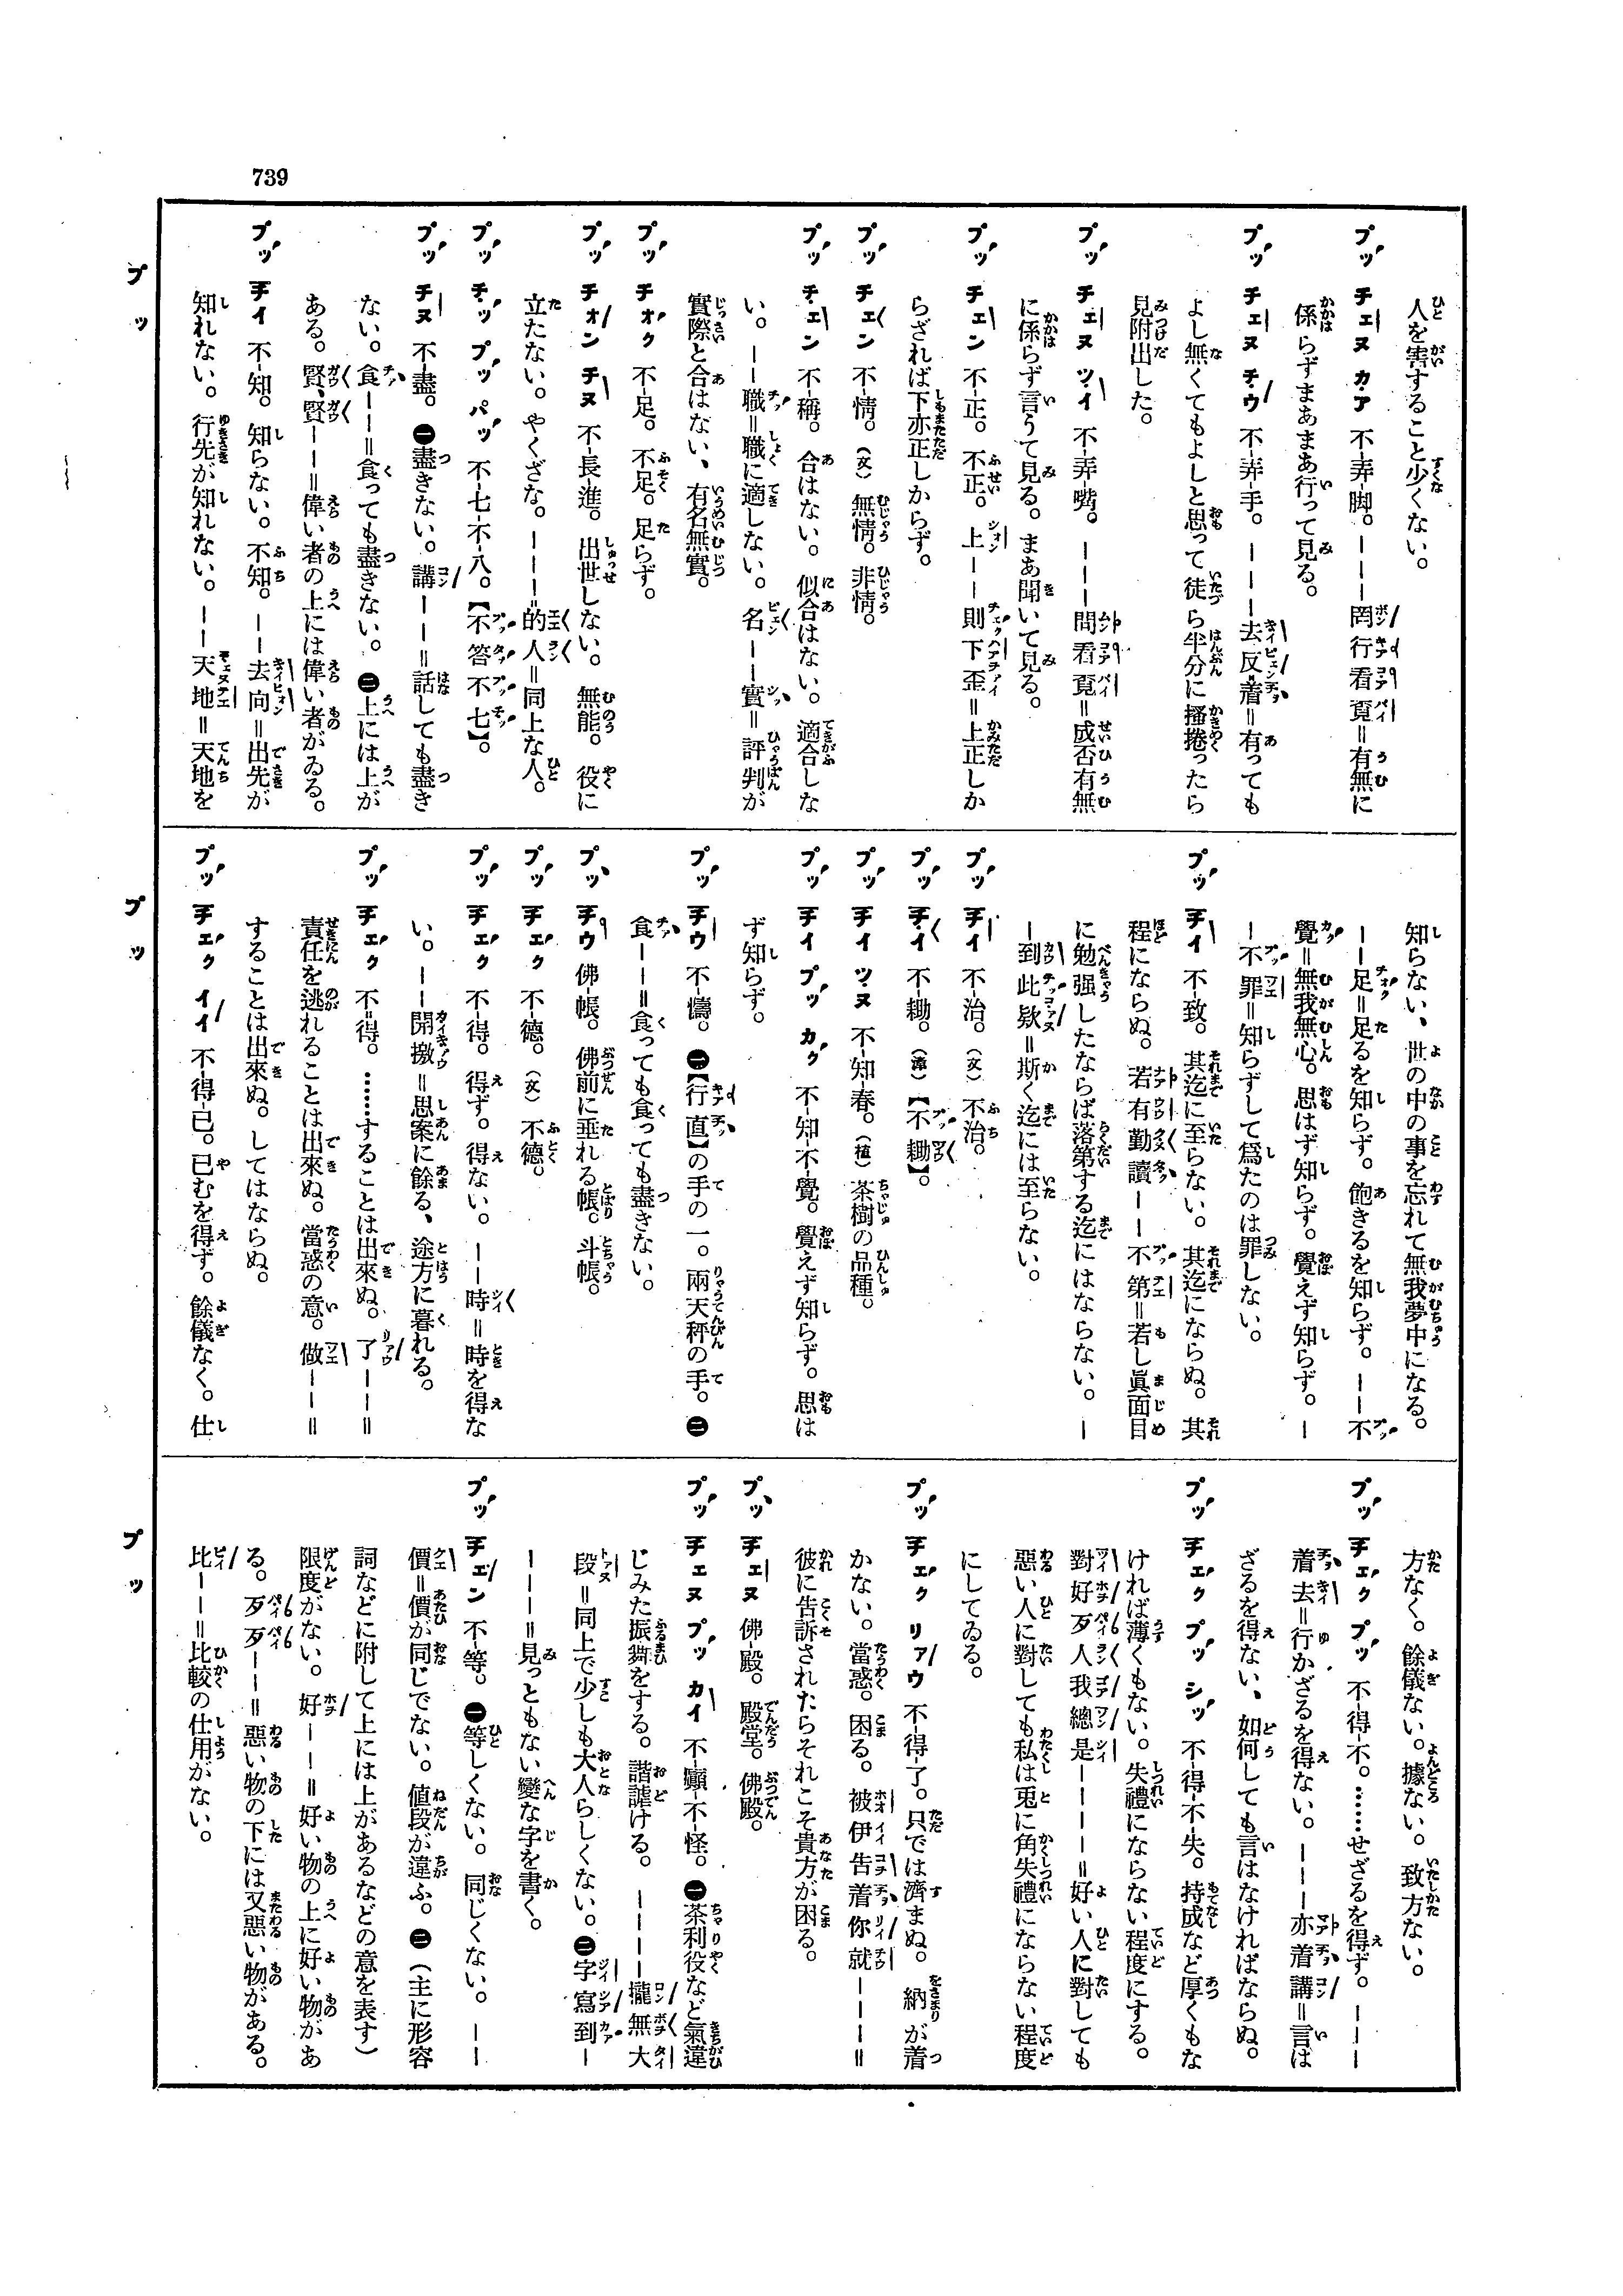 739
人を害すること少くない。
プッ チェヌ カア 不-弄-脚。———罔行看覔=有無に
係らずまあまあ行って見る。
プッ チェヌ チウ 不-弄-手。———去反着=有っても
よし無くてもよしと思って徒ら半分に搔捲ったら
見附出した。
プッ チェヌ ツイ 不-弄-嘴。———問看覔=成否有無
に係らず言うて見る。まあ聞いて見る。
プッ チェン 不-正。不正。上——則下歪=上正しか
らざれば下亦正しからず。
プッ チェン 不-情。(文)無情。非情。
プッ チェン 不-稱。合はない。似合はない。適合しな
い。——職=職に適しない。名——實=評判が
實際と合はない、有名無實。
プッ チォク 不-足。不足。足らず。
プッ チォン チヌ 不-長-進。出世しない。無能。役に
立たない。やくざな。———的人=同上な人。
プッ チッ プッ パッ 不-七-不-八。【不答不七】。
プッ チヌ 不-盡。㊀盡きない。講——=話しても盡き
ない。食——=食っても盡きない。㊁上には上が
ある。賢、賢——=偉い者の上には偉い者がゐる。
プッ チイ 不-知。知らない。不知。——去向=出先が
知れない。行先が知れない。——天地=天地を
知らない、世の中の事を忘れて無我夢中になる。
——足=足るを知らず。飽きるを知らず。——不
覺=無我無心。思はず知らず。覺えず知らず。—
—不罪=知らずして爲たのは罪しない。
プッ チイ 不-致。其迄に至らない。其迄にならぬ。其
程にならぬ。若有勤讀——不第=若し眞面目
に勉强したならば落第する迄にはならない。—
—到此欵=斯く迄には至らない。
プッ チイ 不-治。(文)不治。
プッ チイ 不-鋤。(漳)【不鋤】。
プッ チイ ツヌ 不-知-春。(植)茶樹の品種。
プッ チイ プッ カク 不-知-不-覺。覺えず知らず。思は
ず知らず。
プッ チウ 不-儔。㊀【行直】の手の一。兩天秤の手。㊁
食——=食っても食っても盡きない。
プッ チウ 佛-帳。佛前に垂れる帳。斗帳。
プッ チェク 不-德。(文)不德。
プッ チェク 不-得。得ず。得ない。——時=時を得な
い。——開撽=思案に餘る、途方に暮れる。
プッ チェク 不-得。……することは出來ぬ。了——=
責任を逃れることは出來ぬ。當惑の意。做——=
することは出來ぬ。してはならぬ。
プッ チェク イイ 不-得-已。已むを得ず。餘儀なく。仕
方なく。餘儀ない。據ない。致方ない。
プッ チェク プッ 不-得-不。……せざるを得ず。———
着去=行かざるを得ない。———亦着講=言は
ざるを得ない、如何しても言はなければならぬ。
プッ チェク プッ シッ 不-得-不-失。持成など厚くもな
ければ薄くもない。失禮にならない程度にする。
對好歹人我總是————=好い人に對しても
惡い人に對しても私は兎に角失禮にならない程度
にしてゐる。
プッ チェク リァウ 不-得-了。只では濟まぬ。納が着
かない。當惑。困る。被伊告着你就———=
彼に告訴されたらそれこそ貴方が困る。
プッ チェヌ 佛-殿。殿堂。佛殿。
プッ チェヌ プッ カイ 不-顚-不-怪。㊀茶利役など氣違
じみた振舞をする。諧謔ける。————攏無大
段=同上で少しも大人らしくない。㊁字寫到—
———=見っともない變な字を書く。
プッ チェン 不-等。㊀等しくない。同じくない。——
價=價が同じでない。値段が違ふ。㊁(主に形容
詞などに附して上には上があるなどの意を表す)
限度がない。好——=好い物の上に好い物があ
る。歹歹——=惡い物の下には又惡い物がある。
比——=比較の仕用がない。
プ ッ
プ ッ
プ ッ